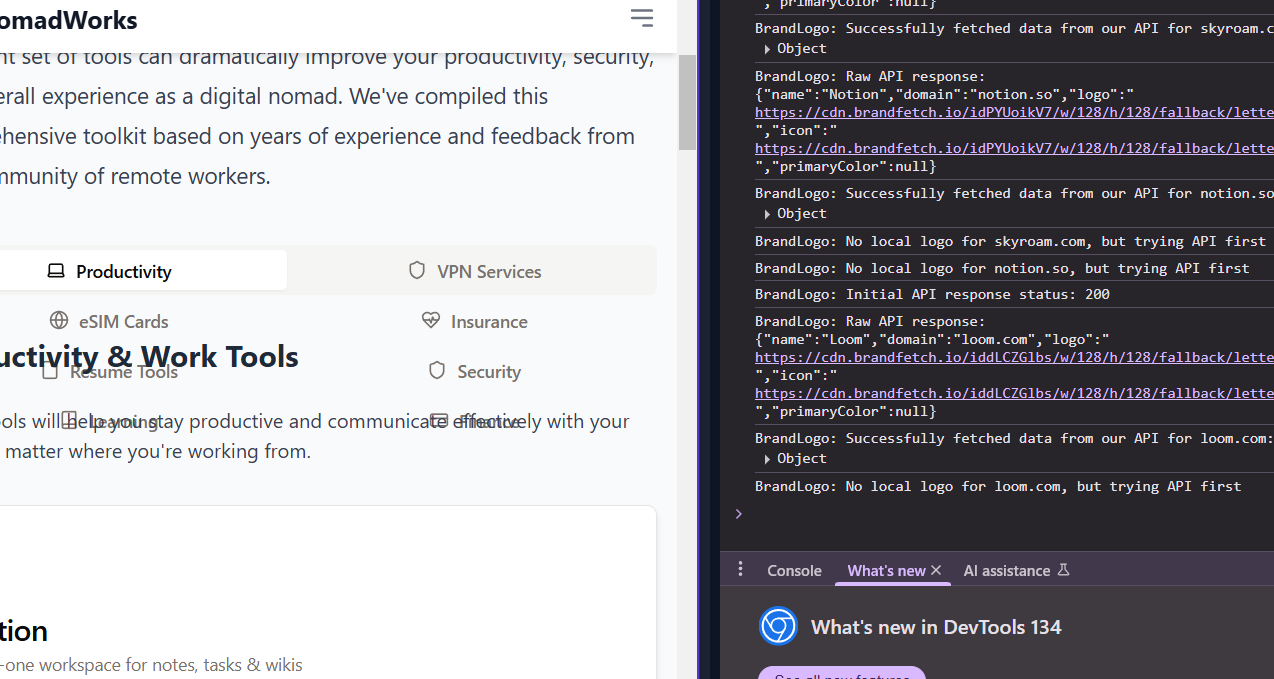 omadWorks
nt set of tools can dramatically improve your productivity, security,
erall experience as a digital nomad. We've compiled this
ehensive toolkit based on years of experience and feedback from
mmunity of remote workers.
Productivity
VPN Services
eSIM Cards
Insurance
uctivity & Work Tools
Resume Tools
Security
ools will help you stay productive and communicate effectively with your
Learning
Finance
matter where you're working from.
tion
-one workspace for notes, tasks & wikis
","primaryColor":null}
BrandLogo: Successfully fetched data from our API for skyroam.c
Object
BrandLogo: Raw API response:
{"name":"Notion","domain":"notion.so","logo":"
https://cdn.brandfetch.io/idPYUoikV7/w/128/h/128/fallback/lette
","icon":"
https://cdn.brandfetch.io/idPYUoikV7/w/128/h/128/fallback/lette
","primaryColor":null}
BrandLogo: Successfully fetched data from our API for notion.so
Object
BrandLogo: No local logo for skyroam.com, but trying API first
BrandLogo: No local logo for notion.so, but trying API first
BrandLogo: Initial API response status: 200
BrandLogo: Raw API response:
{"name":"Loom","domain":"loom.com","logo":"
https://cdn.brandfetch.io/iddLCZGlbs/w/128/h/128/fallback/lette
","icon":"
https://cdn.brandfetch.io/iddLCZGlbs/w/128/h/128/fallback/lette
","primaryColor":null}
BrandLogo: Successfully fetched data from our API for loom.com:
Object
BrandLogo: No local logo for loom.com, but trying API first
Console
What's new
AI assistance
What's new in DevTools 134
See all new features